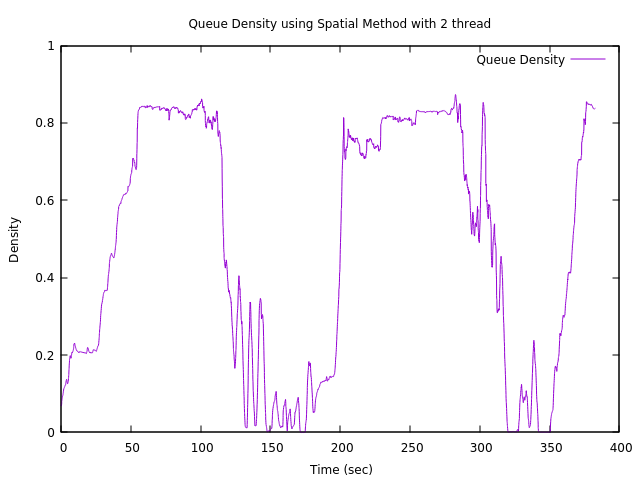 Queue Density using Spatial Method with 2 thread
Queue Density
1
0.8
0.6
0.4
0.2
0
Density
0 50 100 150 200 250 300 350 400
Time (sec)